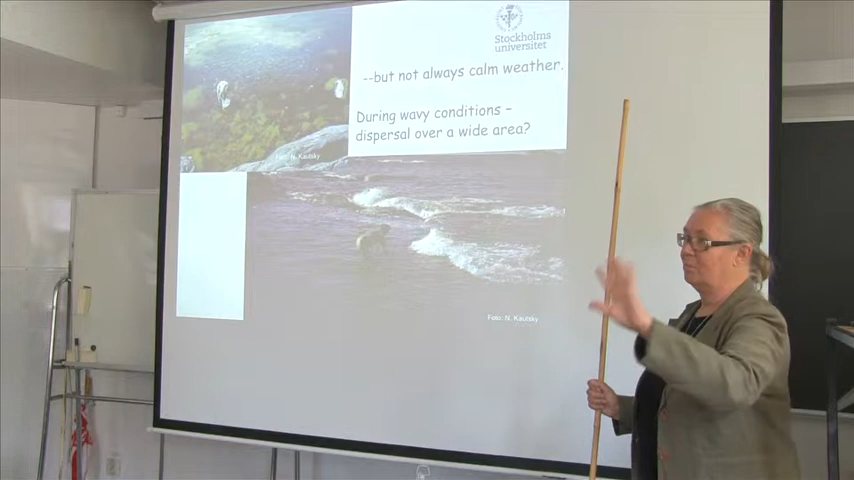 Stockholms
universitet
--but not always calm weather.
During wavy conditions –
dispersal over a wide area?
Foto: N. Kautsky
Foto: N. Kautsky